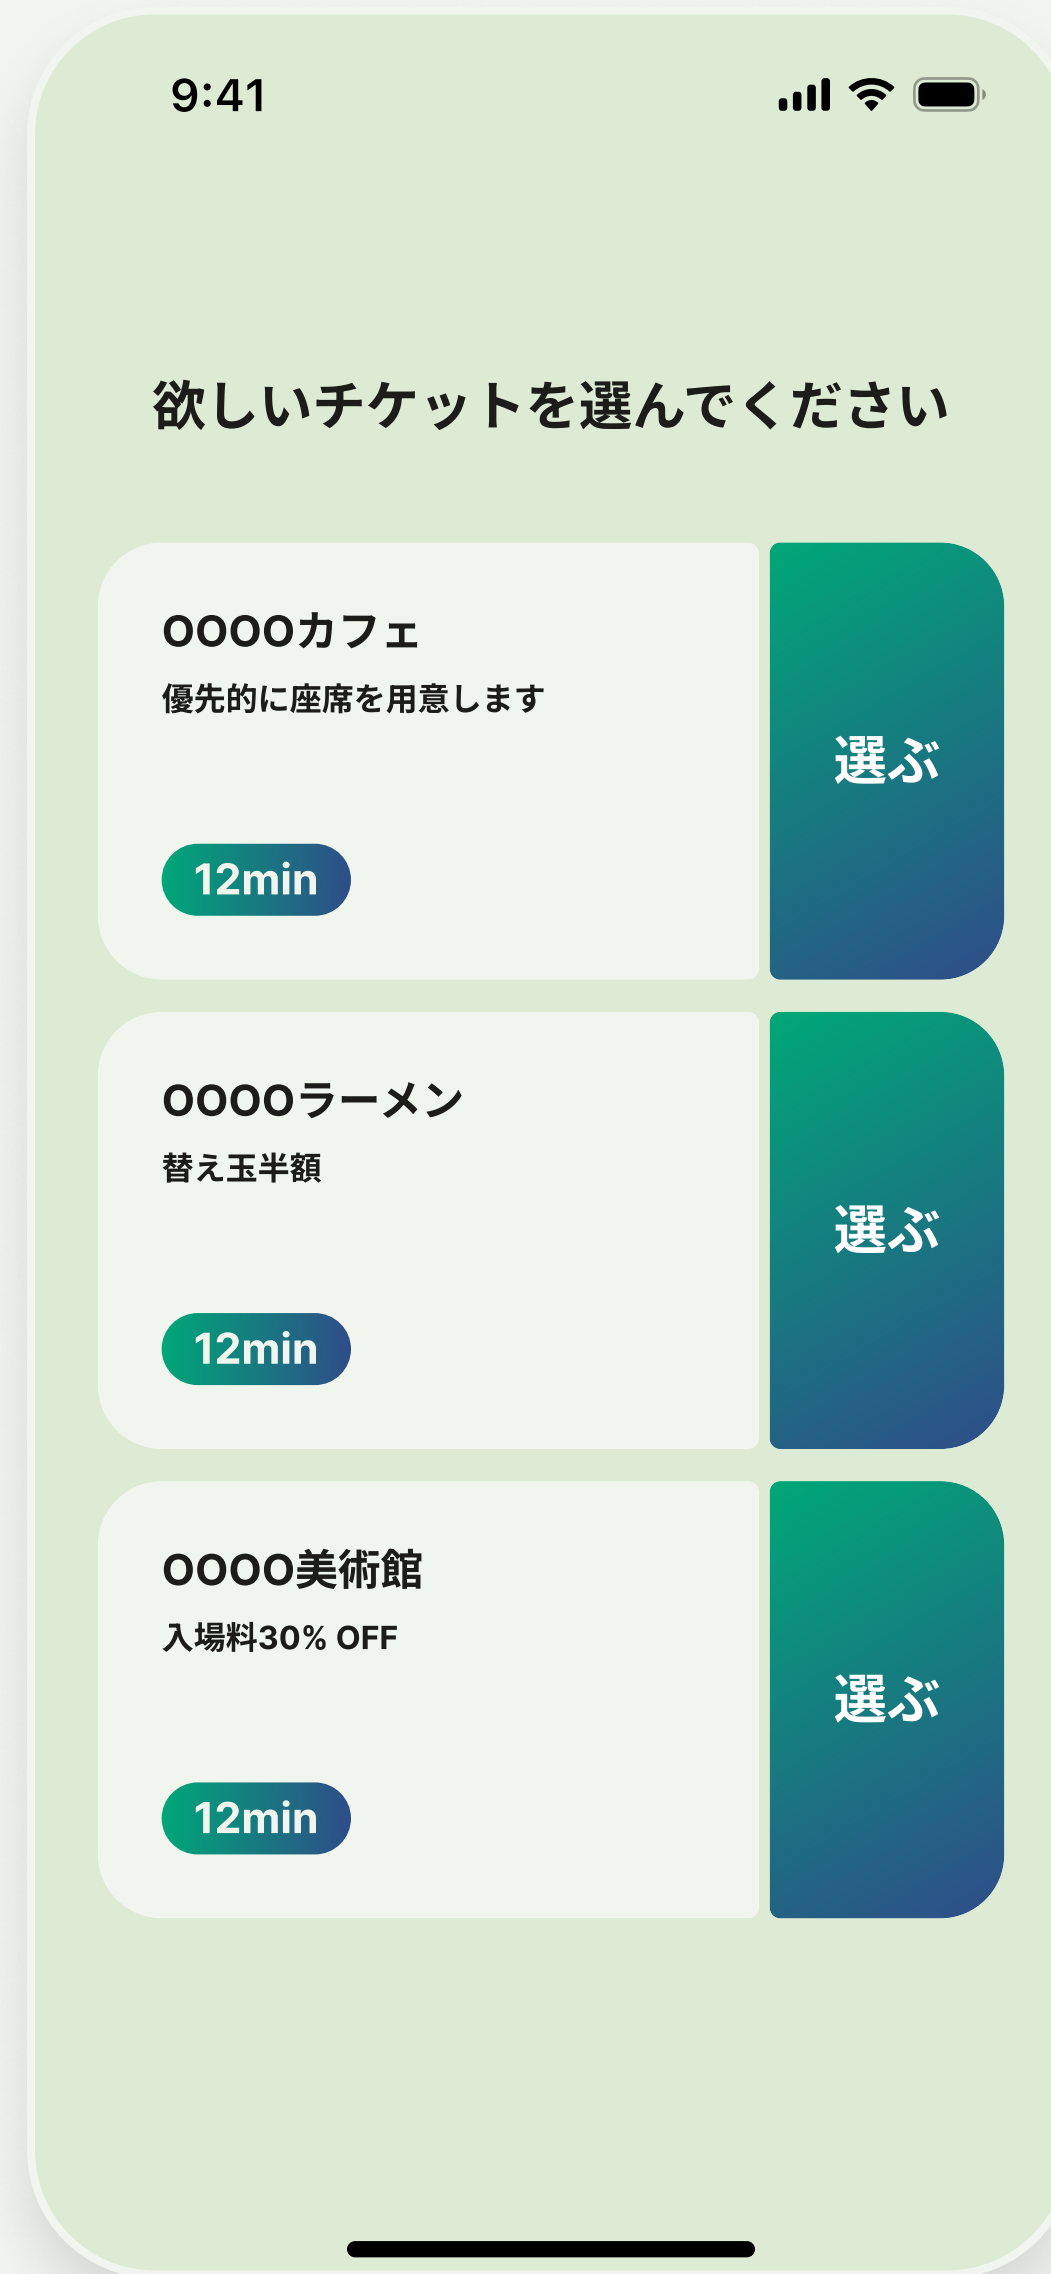 9:41
欲しいチケットを選んでください
OOOOカフェ
優先的に座席を用意します
12min
選ぶ
OOOOラーメン
替え玉半額
12min
選ぶ
OOOO美術館
入場料30% OFF
12min
選ぶ